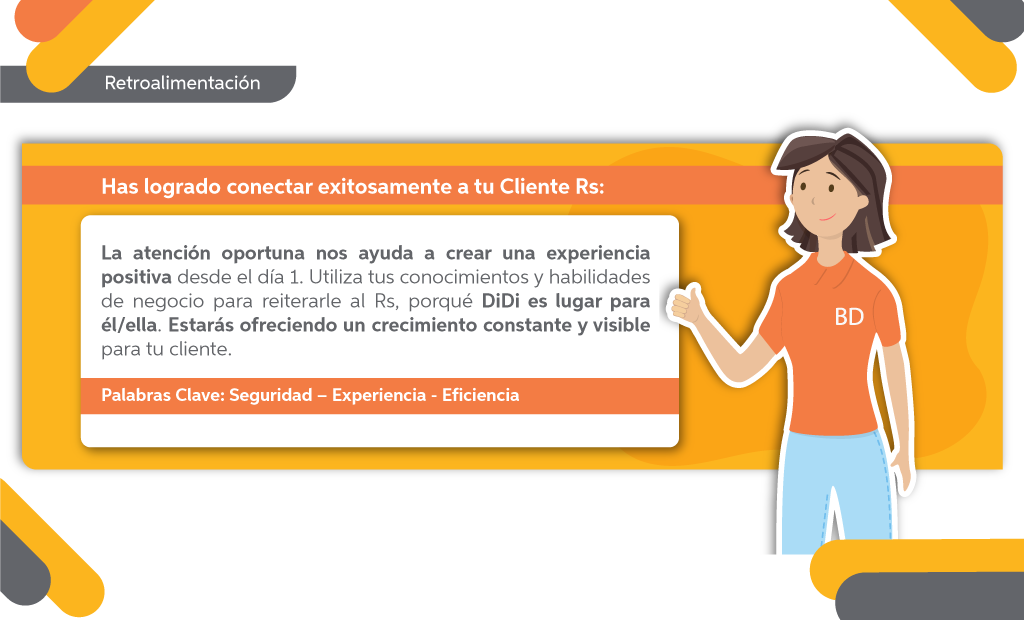 Retroalimentación
Has logrado conectar exitosamente a tu Cliente Rs:
La atención oportuna nos ayuda a crear una experiencia
positiva desde el día 1. Utiliza tus conocimientos y habilidades
de negocio para reiterarle al Rs, porqué DiDi es lugar para
él/ella. Estarás ofreciendo un crecimiento constante y visible
para tu cliente.
BD
Palabras Clave: Seguridad – Experiencia - Eficiencia